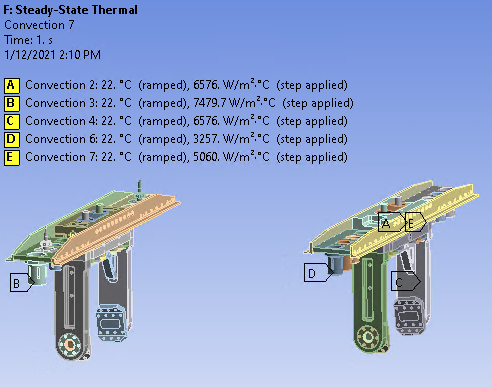 F: Steady-State Thermal
Convection 7
Time: 1. s
1/12/2021 2:10 PM
A Convection 2: 22. °C (ramped), 6576. W/m²·°C (step applied)
B Convection 3: 22. °C (ramped), 7479.7 W/m²·°C (step applied)
C Convection 4: 22. °C (ramped), 6576. W/m²·°C (step applied)
D Convection 6: 22. °C (ramped), 3257. W/m²·°C (step applied)
E Convection 7: 22. °C (ramped), 5060. W/m²·°C (step applied)
A E
D
B
C